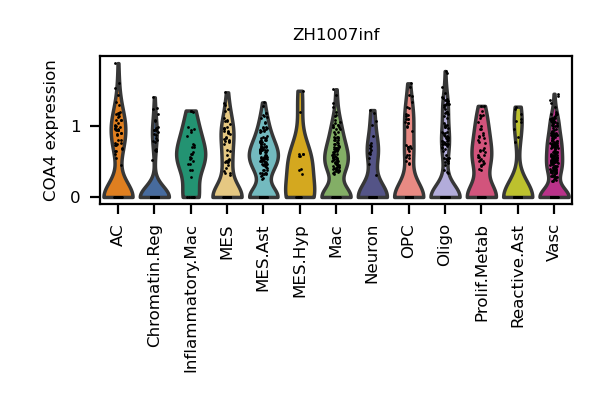 ZH1007inf
COA4 expression
1
0
AC
Chromatin.Reg
Inflammatory.Mac
MES
MES.Ast
MES.Hyp
Mac
Neuron
OPC
Oligo
Prolif.Metab
Reactive.Ast
Vasc